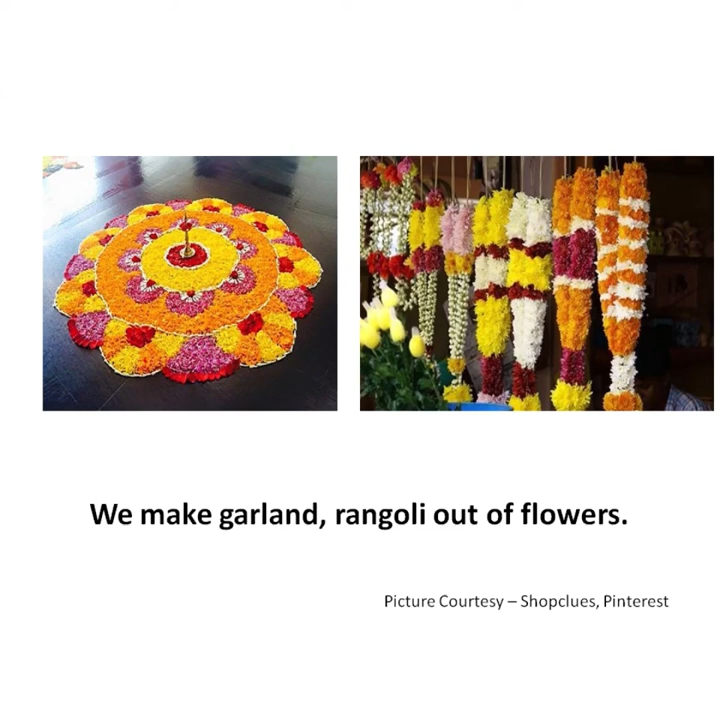 We make garland, rangoli out of flowers.
Picture Courtesy – Shopclues, Pinterest